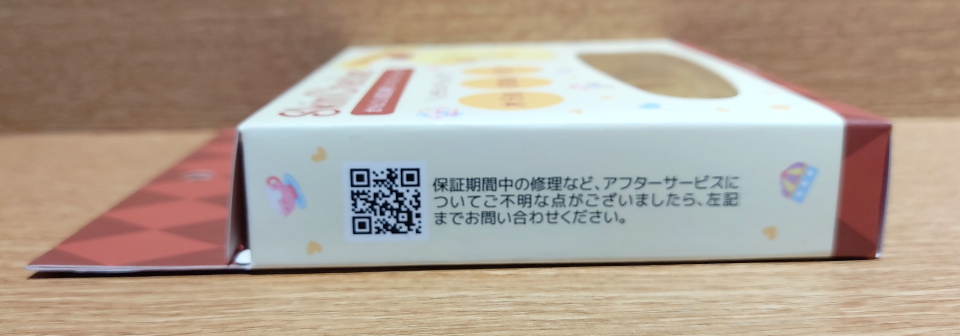 保証期間中の修理など、アフターサービスに
ついてご不明な点がございましたら、左記
までお問い合わせください。